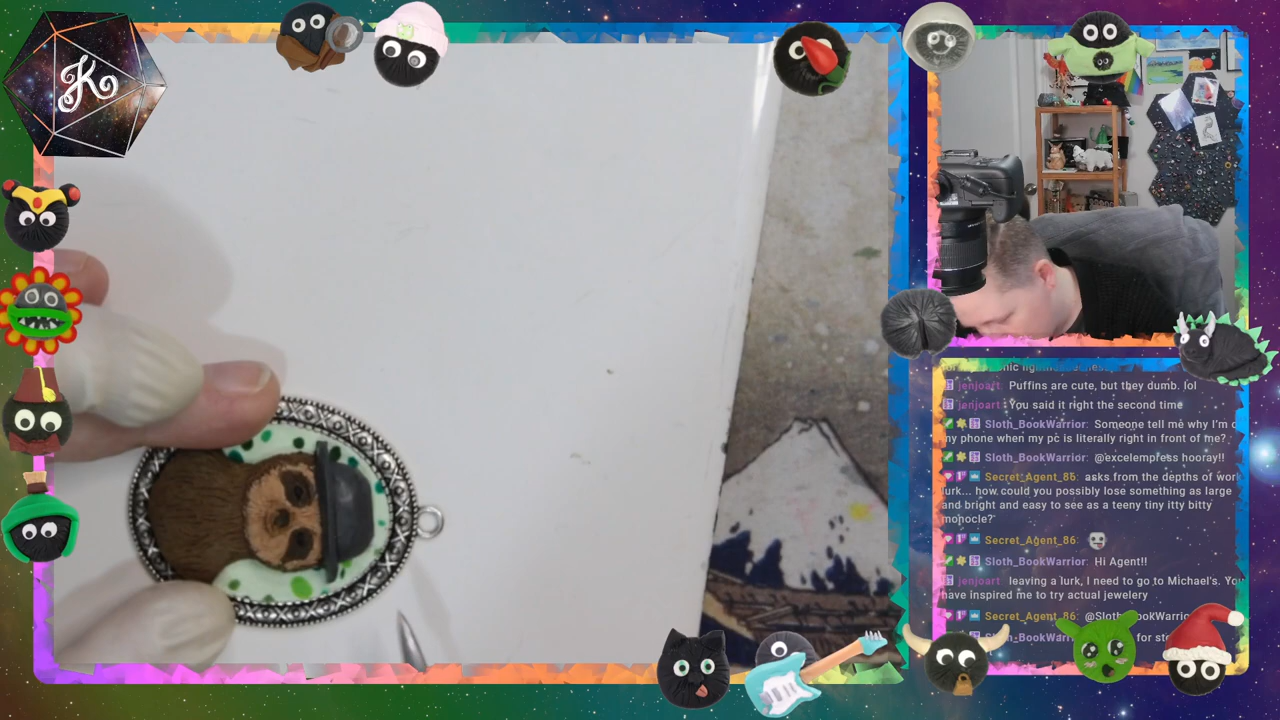 K
jenjoart: Puffins are cute, but they dumb. lol
jenjoart: You said it right the second time
Sloth_BookWarrior: Someone tell me why I'm
my phone when my pc is literally right in front of me?
Sloth_BookWarrior: @excelempress hooray!!
Secret_Agent_86: asks from the depths of work
lurk... how could you possibly lose something as large
and bright and easy to see as a teeny tiny itty bitty
monocle?
Secret_Agent_86:
Sloth_BookWarrior: Hi Agent!!
jenjoart leaving a lurk, I need to go to Michael's. You
have inspired me to try actual jewelery
Secret_Agent_86:
for